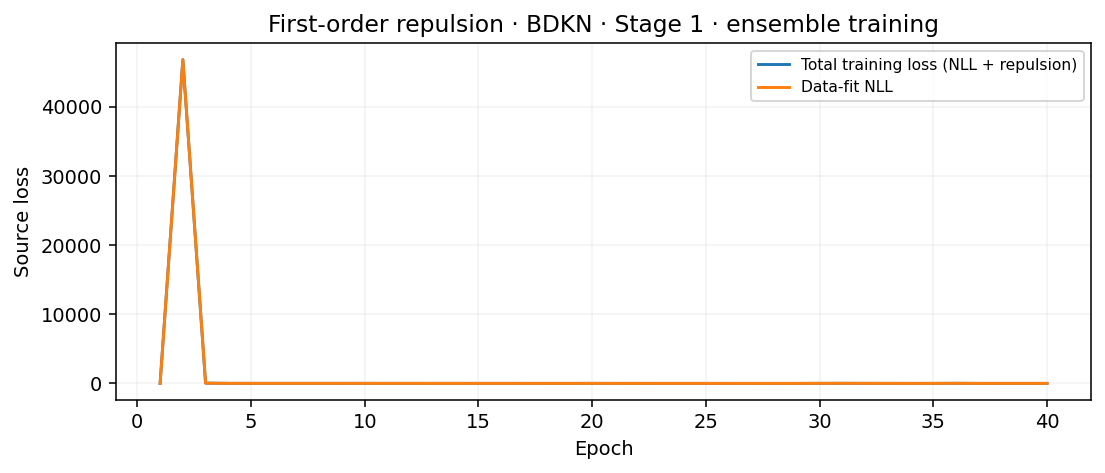 First-order repulsion · BDKN · Stage 1 · ensemble training
Total training loss (NLL + repulsion)
Data-fit NLL
Source loss
40000
30000
20000
10000
0
0 5 10 15 20 25 30 35 40
Epoch